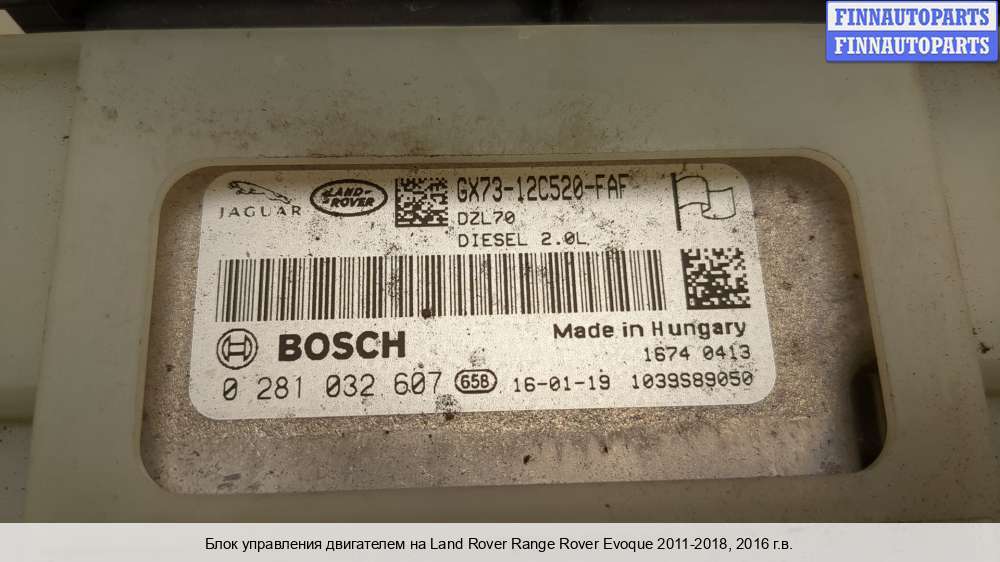 FINNAUTOPARTS
FINNAUTOPARTS
JAGUAR
LAND ROVER
GX73-12C520-FAF
DZL70
DIESEL 2.0L
BOSCH
Made in Hungary
1674 0413
0 281 032 607 658 16-01-19 1039S89050
Блок управления двигателем на Land Rover Range Rover Evoque 2011-2018, 2016 г.в.